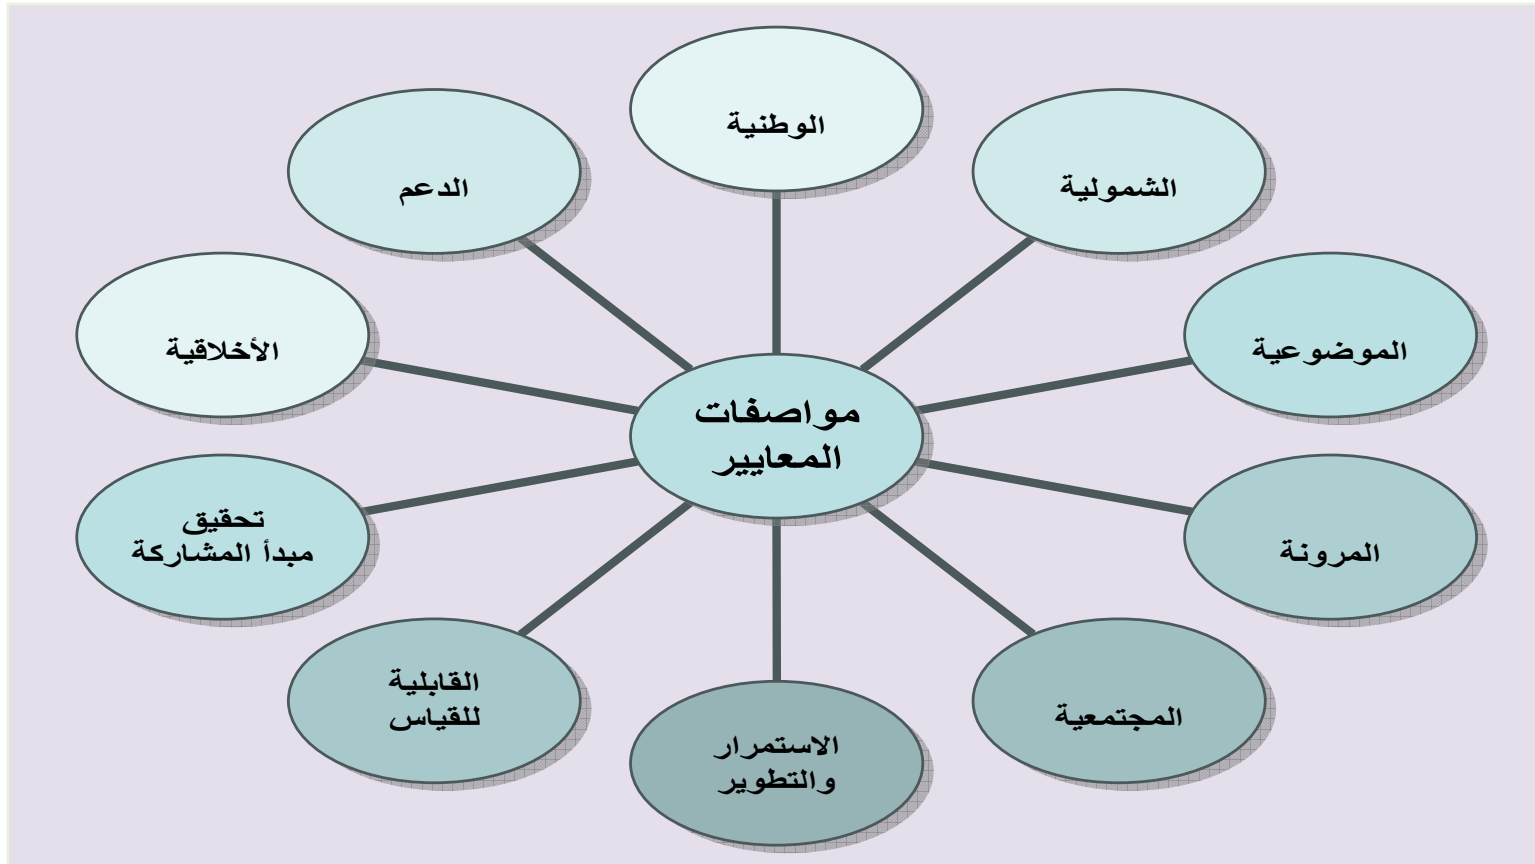 الوطنية
الشمولية
الموضوعية
المرونة
المجتمعية
الاستمرار
والتطوير
القابلية
للقياس
تحقيق
مبدأ المشاركة
الأخلاقية
الدعم
مواصفات
المعايير